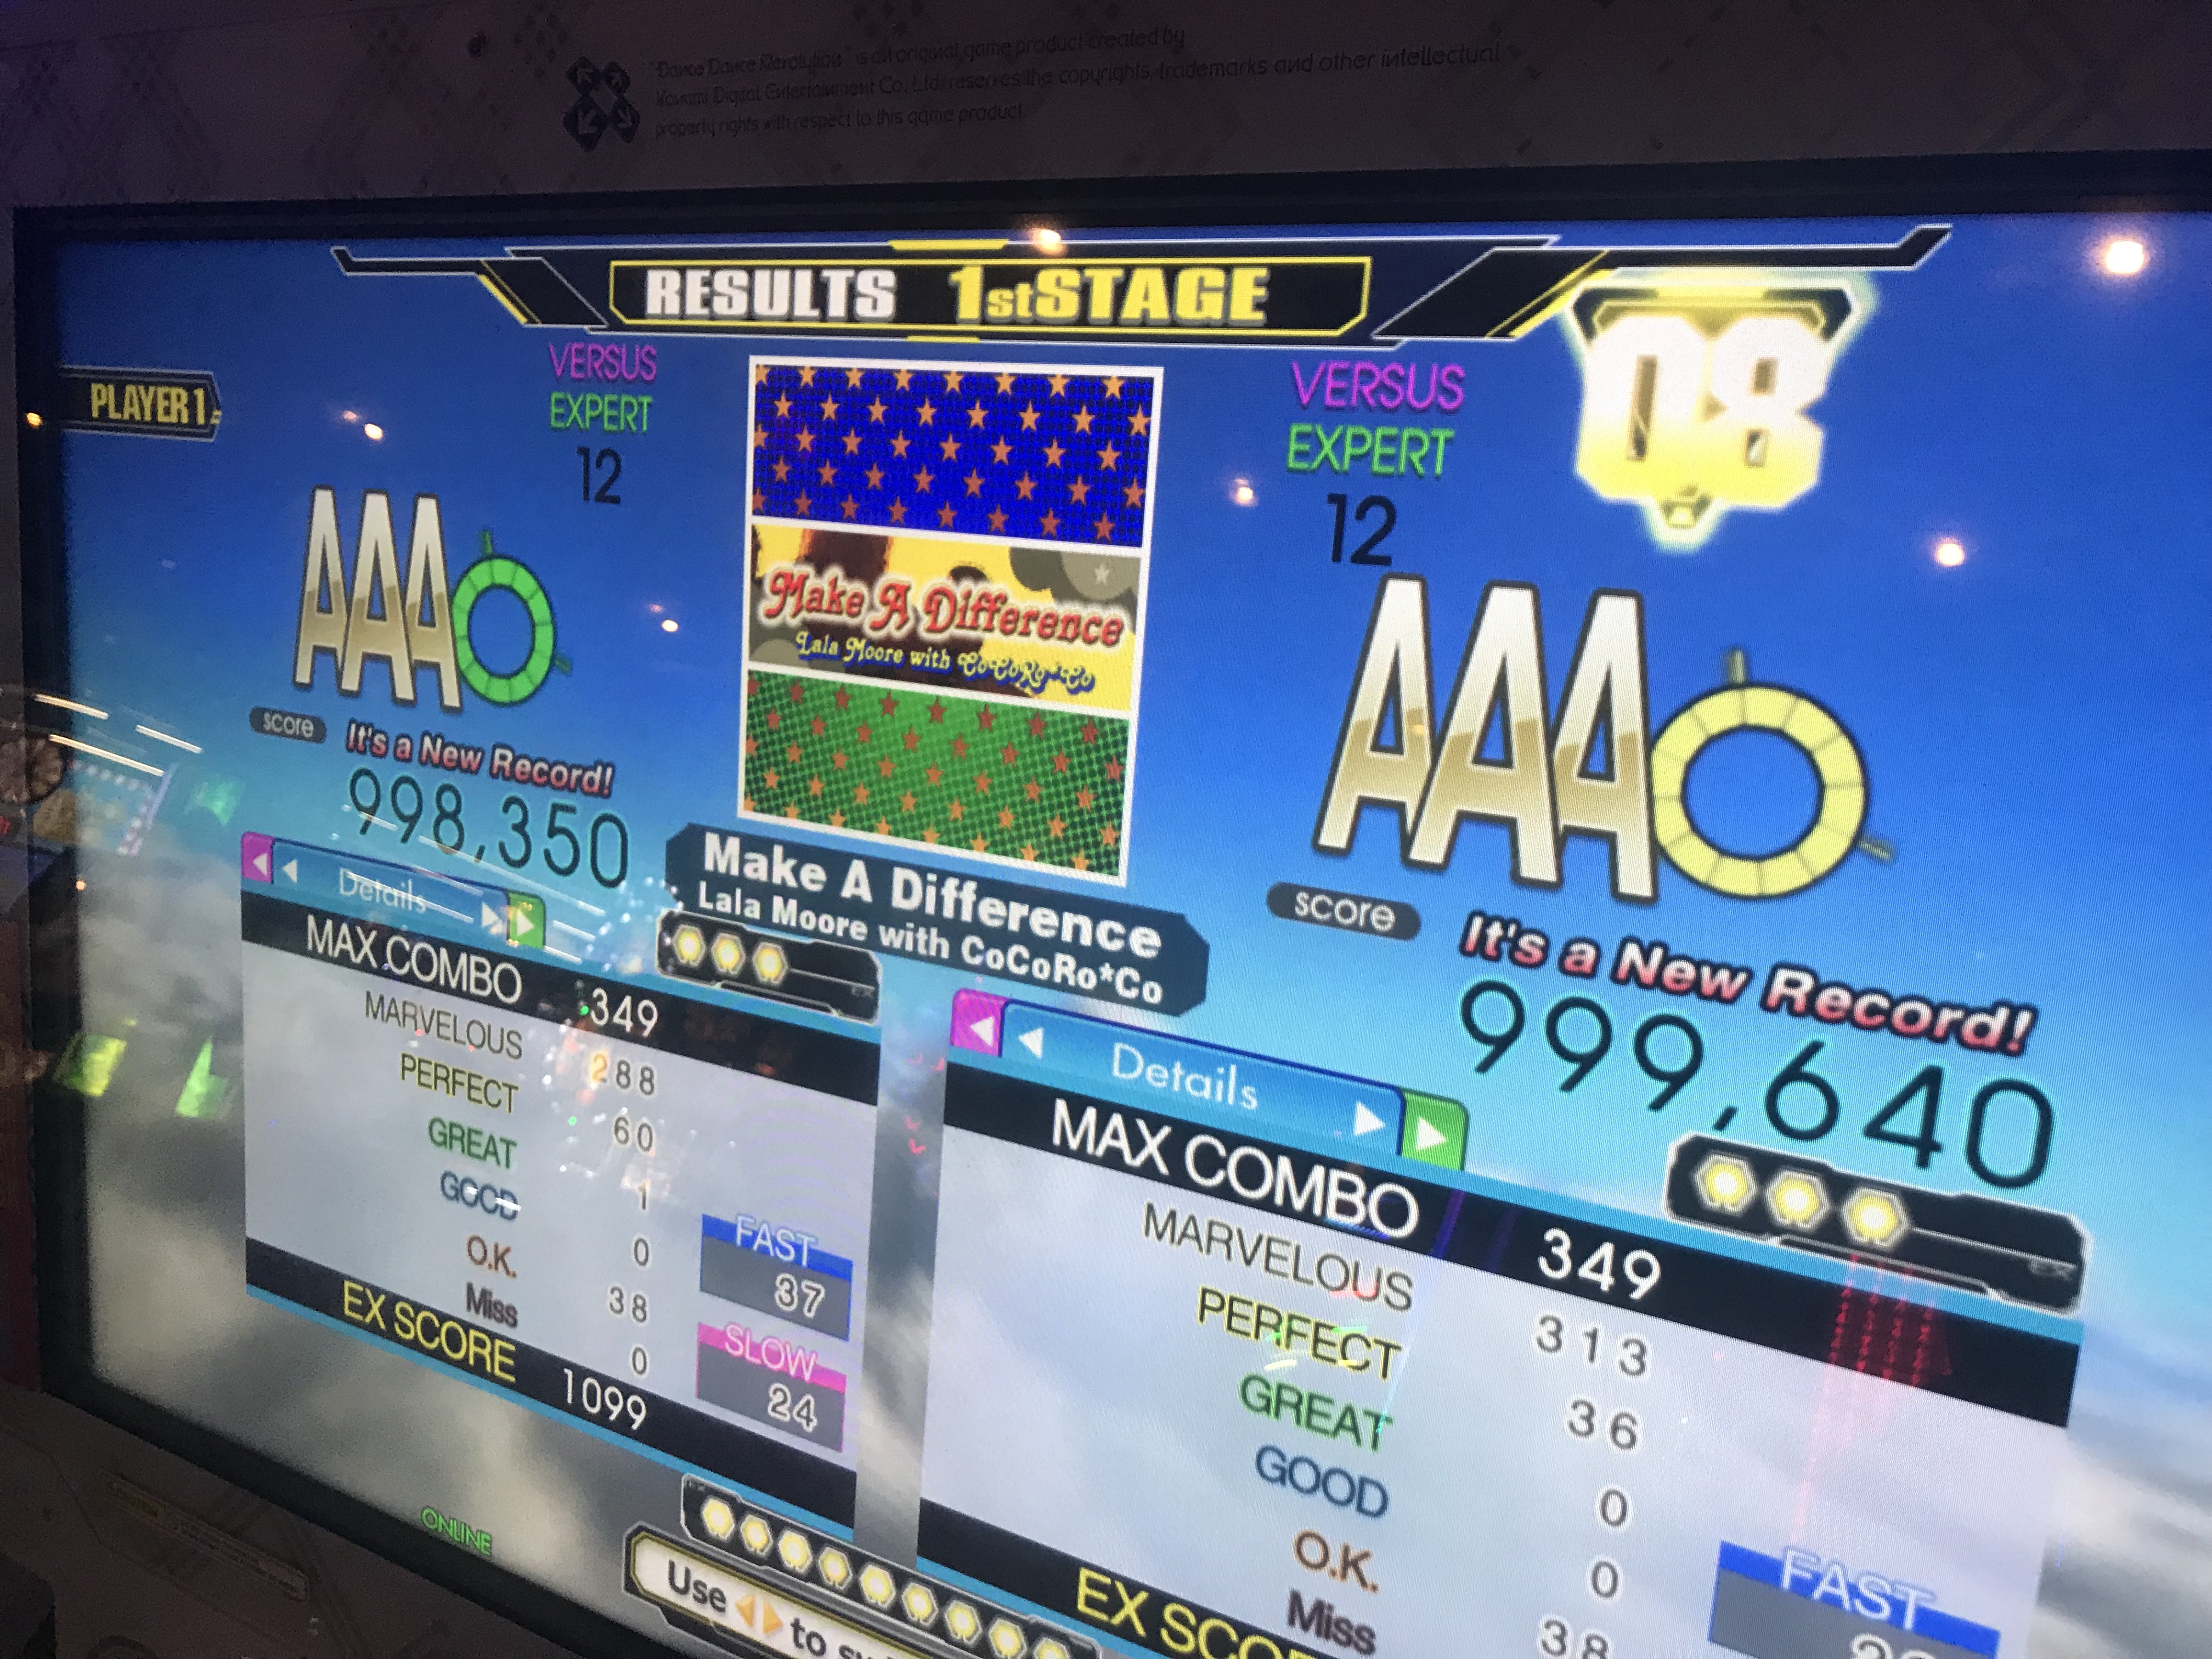 "Dance Dance Revolution" is an original game product created by
Konami Digital Entertainment Co., Ltd. reserves the copyrights, trademarks and other intellectual
property rights with respect to this game product.
RESULTS 1stSTAGE
08
PLAYER 1
VERSUS
EXPERT
12
AAA
score
It's a New Record!
998,350
Details
MAX COMBO 349
MARVELOUS 288
PERFECT 60
GREAT 1
GOOD 0
O.K. 38
Miss 0
EX SCORE 1099
FAST
37
SLOW
24
Make A Difference
Lala Moore with CoCoRo*Co
Make A Difference
Lala Moore with CoCoRo*Co
EX
VERSUS
EXPERT
12
AAA
score
It's a New Record!
999,640
EX
Details
MAX COMBO 349
MARVELOUS 313
PERFECT 36
GREAT 0
GOOD 0
O.K. 38
Miss
EX SCO
FAST
ONLINE
Use to